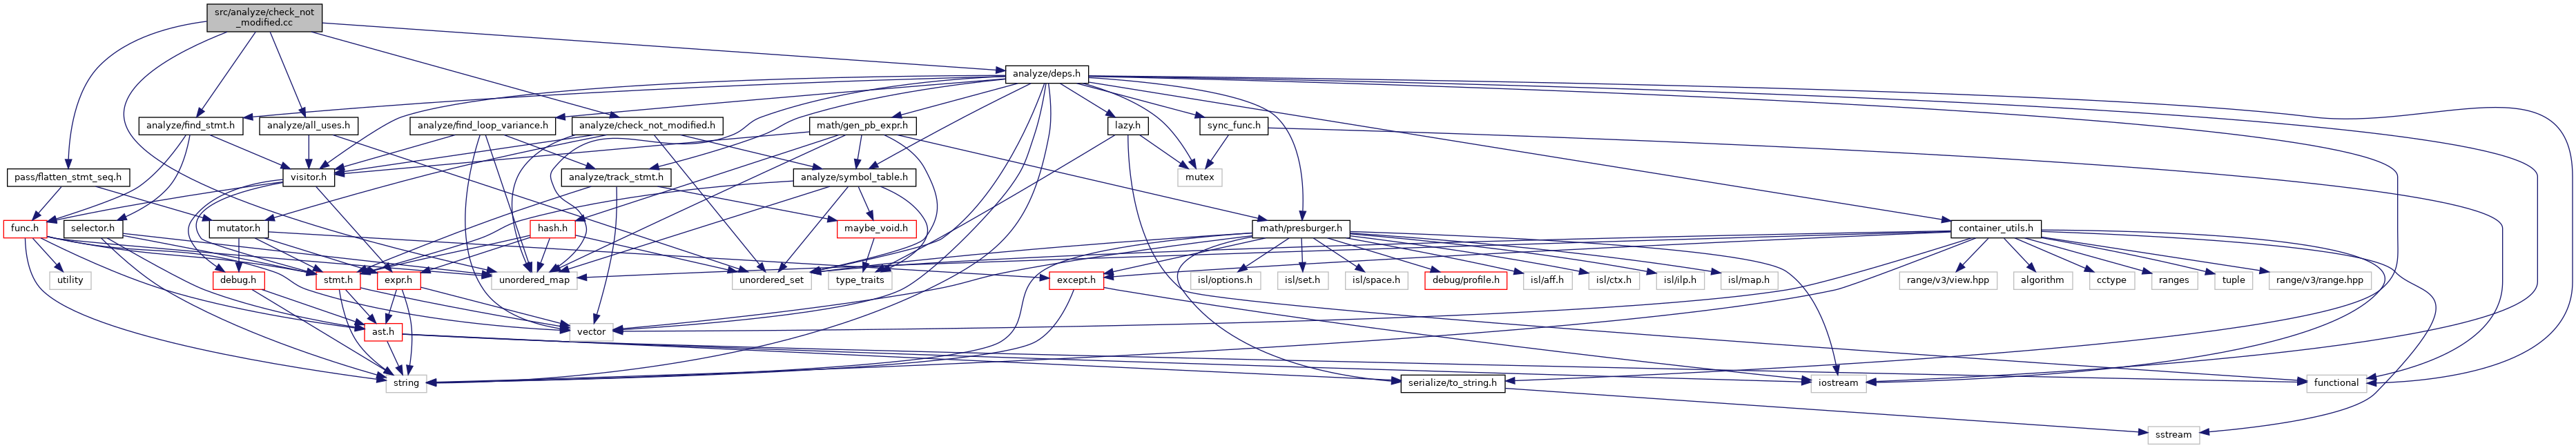 src/analyze/check_not
_modified.cc
analyze/deps.h
analyze/find_stmt.h
analyze/all_uses.h
analyze/find_loop_variance.h
analyze/check_not_modified.h
math/gen_pb_expr.h
lazy.h
sync_func.h
pass/flatten_stmt_seq.h
visitor.h
analyze/track_stmt.h
analyze/symbol_table.h
mutex
func.h
selector.h
mutator.h
hash.h
maybe_void.h
math/presburger.h
container_utils.h
utility
debug.h
stmt.h
expr.h
unordered_map
unordered_set
type_traits
except.h
isl/options.h
isl/set.h
isl/space.h
debug/profile.h
isl/aff.h
isl/ctx.h
isl/ilp.h
isl/map.h
range/v3/view.hpp
algorithm
cctype
ranges
tuple
range/v3/range.hpp
ast.h
vector
string
serialize/to_string.h
iostream
functional
sstream